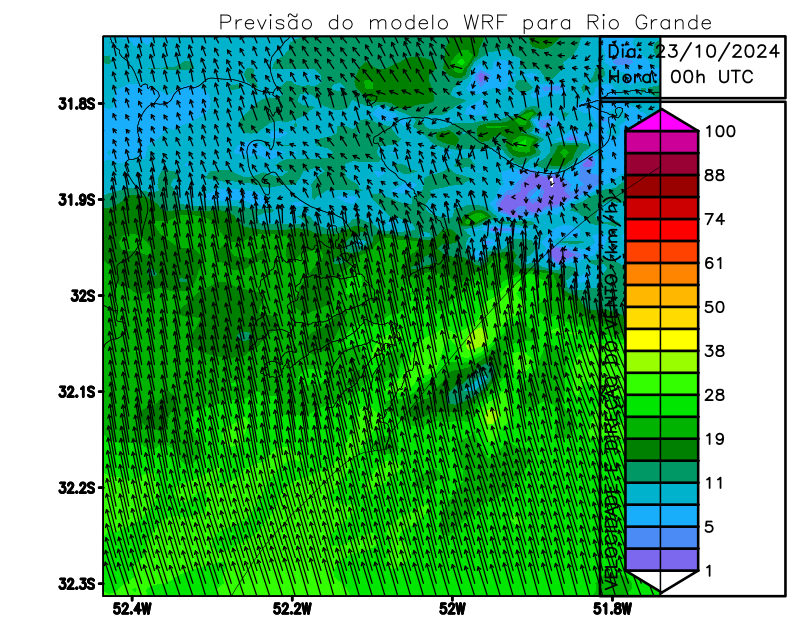 Previsão do modelo WRF para Rio Grande
Dia: 23/10/2024
Hora: 00h UTC
31.8S
31.9S
32S
32.1S
32.2S
32.3S
52.4W
52.2W
52W
51.8W
VELOCIDADE E DIREÇÃO DO VENTO (km/h)
100
88
74
61
50
38
28
19
11
5
1